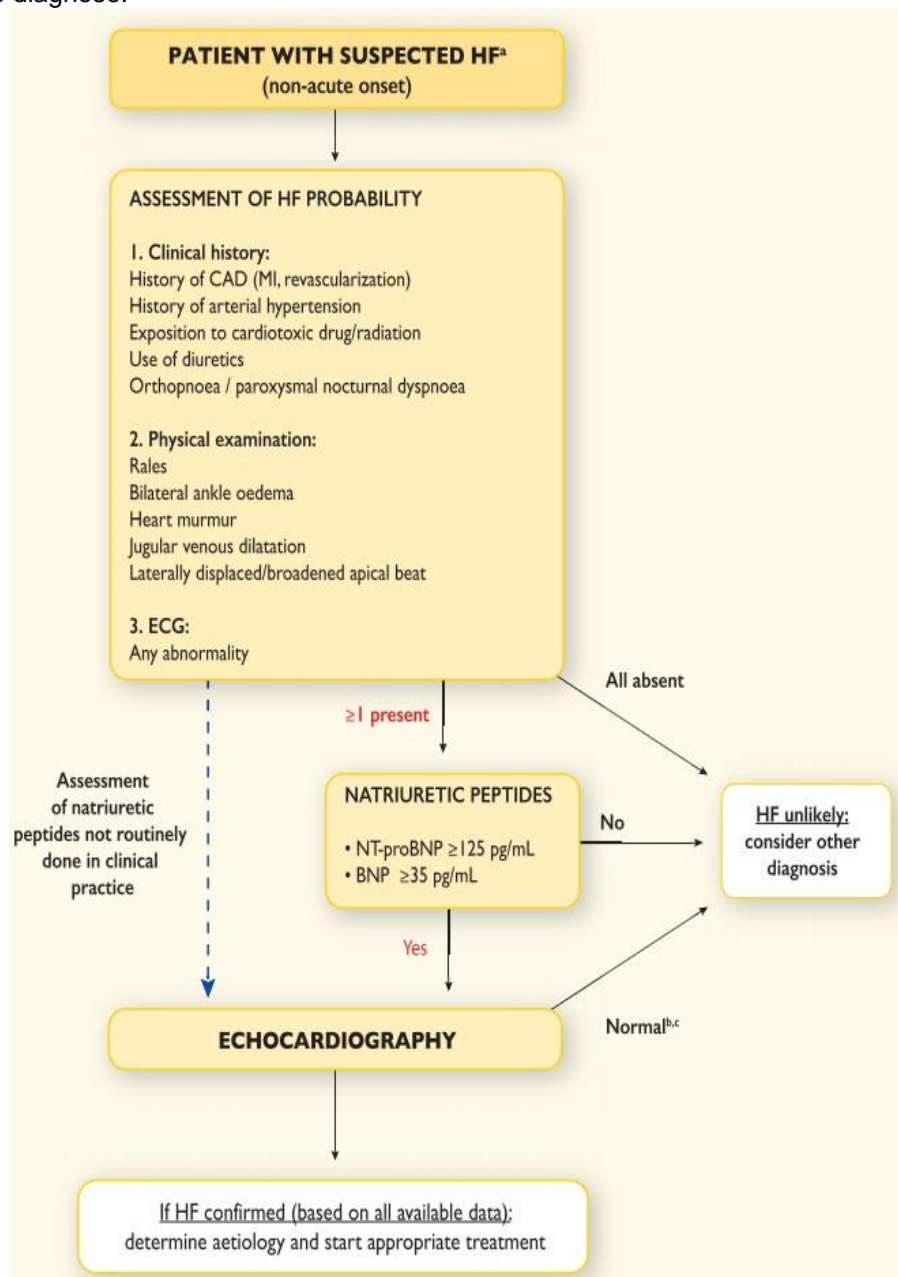 PATIENT WITH SUSPECTED HFᵃ
(non-acute onset)
ASSESSMENT OF HF PROBABILITY
1. Clinical history:
History of CAD (MI, revascularization)
History of arterial hypertension
Exposition to cardiotoxic drug/radiation
Use of diuretics
Orthopnoea / paroxysmal nocturnal dyspnoea
2. Physical examination:
Rales
Bilateral ankle oedema
Heart murmur
Jugular venous dilatation
Laterally displaced/broadened apical beat
3. ECG:
Any abnormality
All absent
≥1 present
Assessment
of natriuretic
peptides not routinely
done in clinical
practice
NATRIURETIC PEPTIDES
• NT-proBNP ≥125 pg/mL
• BNP ≥35 pg/mL
No
HF unlikely:
consider other
diagnosis
Yes
ECHOCARDIOGRAPHY
Normalᵇ,ᶜ
If HF confirmed (based on all available data):
determine aetiology and start appropriate treatment